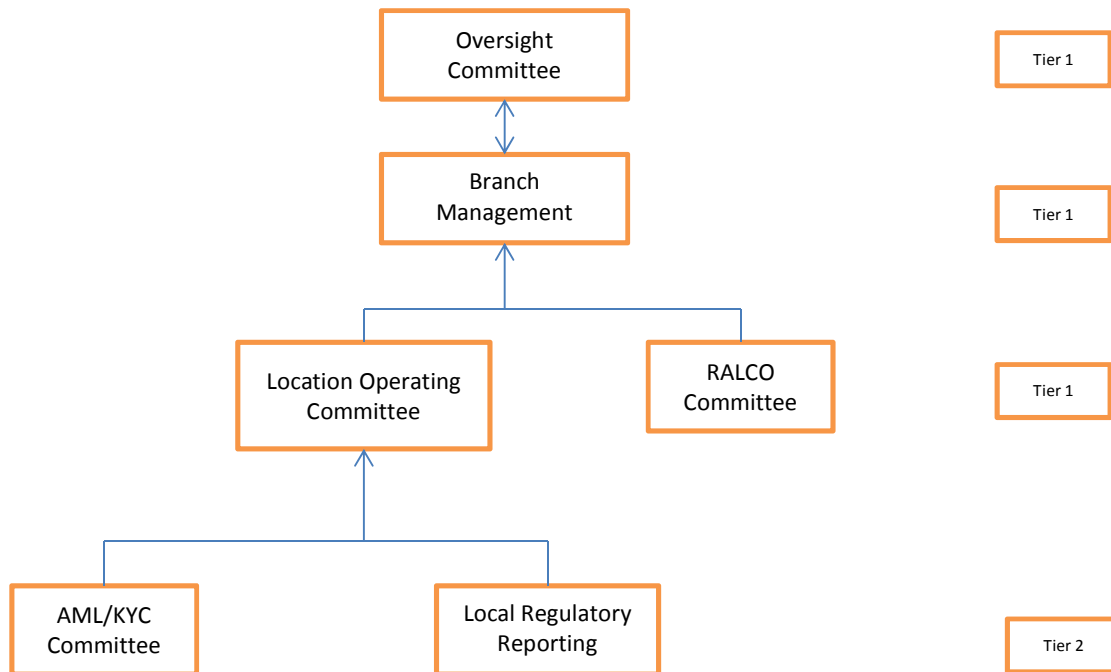 Oversight
Committee
Tier 1
Branch
Management
Tier 1
Location Operating
Committee
RALCO
Committee
Tier 1
AML/KYC
Committee
Local Regulatory
Reporting
Tier 2